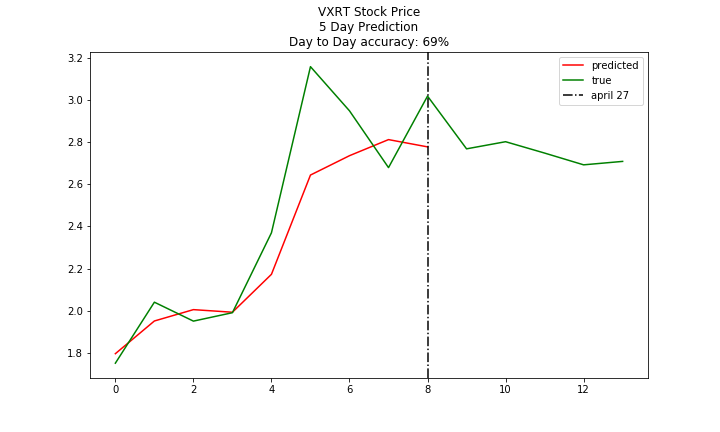 VXRT Stock Price
5 Day Prediction
Day to Day accuracy: 69%
predicted
true
april 27
3.2
3.0
2.8
2.6
2.4
2.2
2.0
1.8
0 2 4 6 8 10 12